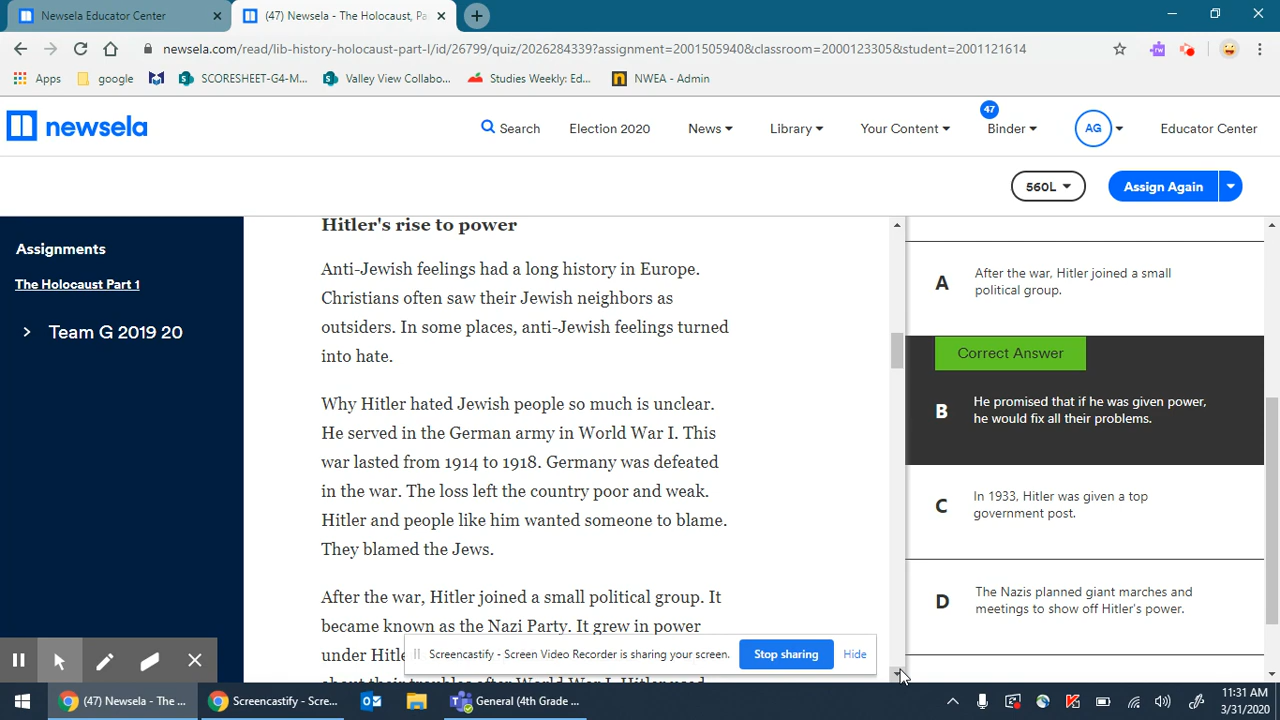 Newsela Educator Center
(47) Newsela - The Holocaust, Pa
newsela.com/read/lib-history-holocaust-part-I/id/26799/quiz/2026284339?assignment=2001505940&classroom=2000123305&student=2001121614
Apps google SCORESHEET-G4-M... Valley View Collabo... Studies Weekly: Ed... NWEA - Admin
newsela
Search Election 2020 News Library Your Content Binder 47 AG Educator Center
560L Assign Again
Assignments
The Holocaust Part 1
Team G 2019 20
Hitler's rise to power
Anti-Jewish feelings had a long history in Europe.
Christians often saw their Jewish neighbors as
outsiders. In some places, anti-Jewish feelings turned
into hate.
Why Hitler hated Jewish people so much is unclear.
He served in the German army in World War I. This
war lasted from 1914 to 1918. Germany was defeated
in the war. The loss left the country poor and weak.
Hitler and people like him wanted someone to blame.
They blamed the Jews.
After the war, Hitler joined a small political group. It
became known as the Nazi Party. It grew in power
under Hitle
about their troubles after World War I. Hitler used
A After the war, Hitler joined a small
political group.
Correct Answer
B He promised that if he was given power,
he would fix all their problems.
C In 1933, Hitler was given a top
government post.
D The Nazis planned giant marches and
meetings to show off Hitler's power.
Screencastify - Screen Video Recorder is sharing your screen. Stop sharing Hide
(47) Newsela - The ... Screencastify - Scre... General (4th Grade ...
11:31 AM
3/31/2020